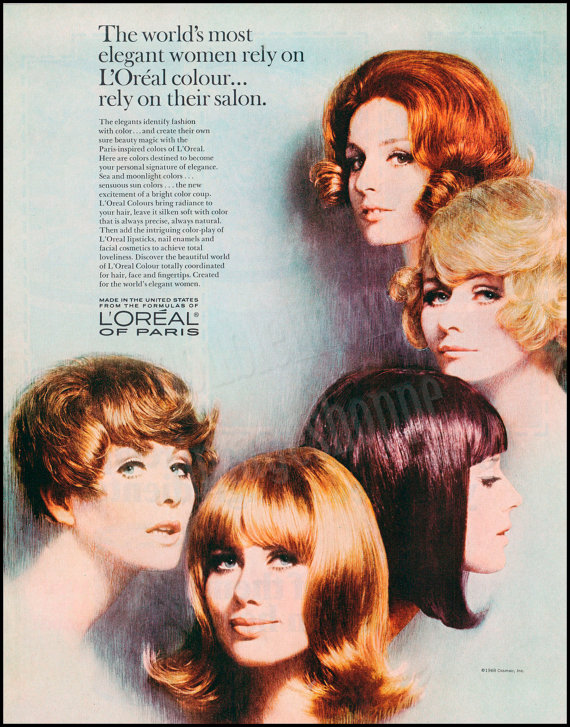 The world's most
elegant women rely on
L'Oréal colour...
rely on their salon.
The elegants identify fashion
with color...and create their own
sure beauty magic with the
Paris-inspired colors of L'Oreal.
Here are colors destined to become
your personal signature of elegance.
Sea and moonlight colors...
sensuous sun colors...the new
excitement of a bright color coup.
L'Oreal Colours bring radiance to
your hair, leave it silken soft with color
that is always precise, always natural.
Then add the intriguing color-play of
L'Oreal lipsticks, nail enamels and
facial cosmetics to achieve total
loveliness. Discover the beautiful world
of L'Oreal Colour totally coordinated
for hair, face and fingertips. Created
for the world's elegant women.
MADE IN THE UNITED STATES
FROM THE FORMULAS OF
L'ORÉAL®
OF PARIS
©1968 Cosmair, Inc.